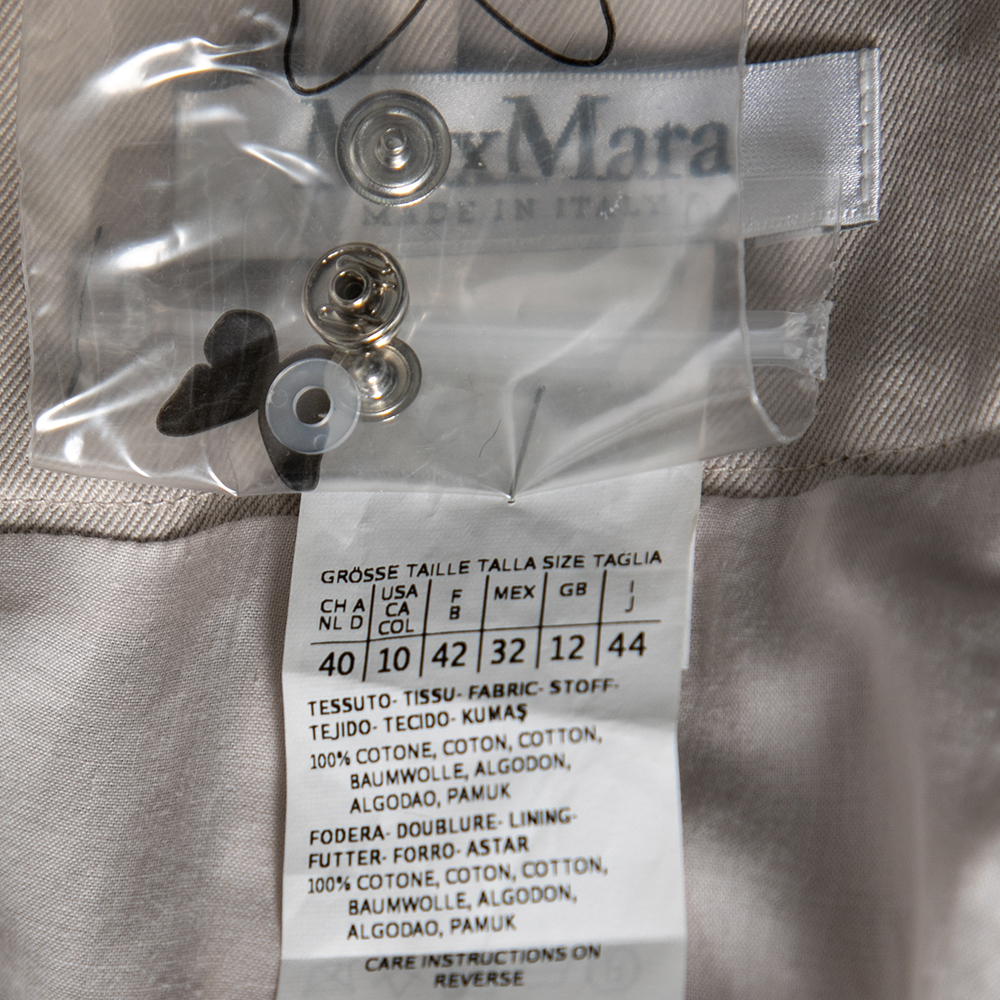 MaxMara
MADE IN ITALY
GRÖSSE TAILLE TALLA SIZE TAGLIA
CH A NL D USA CA COL F B MEX GB I J
40 10 42 32 12 44
TESSUTO- TISSU- FABRIC- STOFF-
TEJIDO- TECIDO- KUMAŞ
100% COTONE, COTON, COTTON,
BAUMWOLLE, ALGODON,
ALGODAO, PAMUK
FODERA- DOUBLURE- LINING-
FUTTER- FORRO- ASTAR
100% COTONE, COTON, COTTON,
BAUMWOLLE, ALGODON,
ALGODAO, PAMUK
CARE INSTRUCTIONS ON
REVERSE